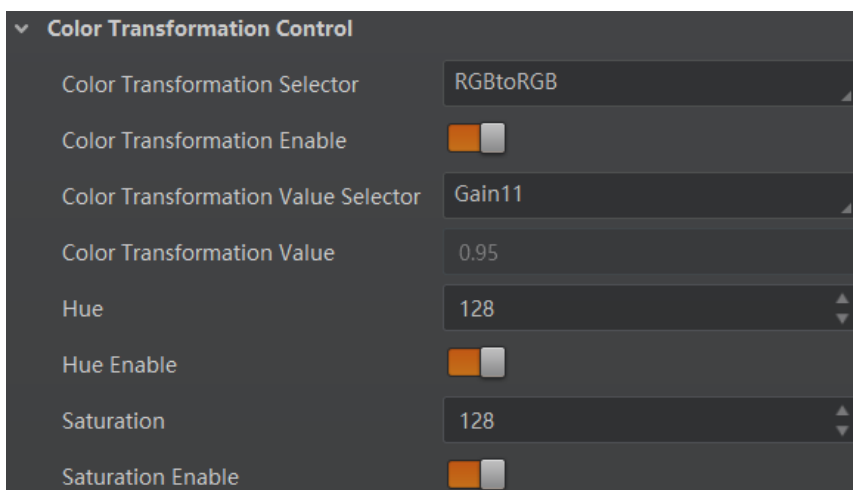 Color Transformation Control
Color Transformation Selector RGBtoRGB
Color Transformation Enable
Color Transformation Value Selector Gain11
Color Transformation Value 0.95
Hue 128
Hue Enable
Saturation 128
Saturation Enable